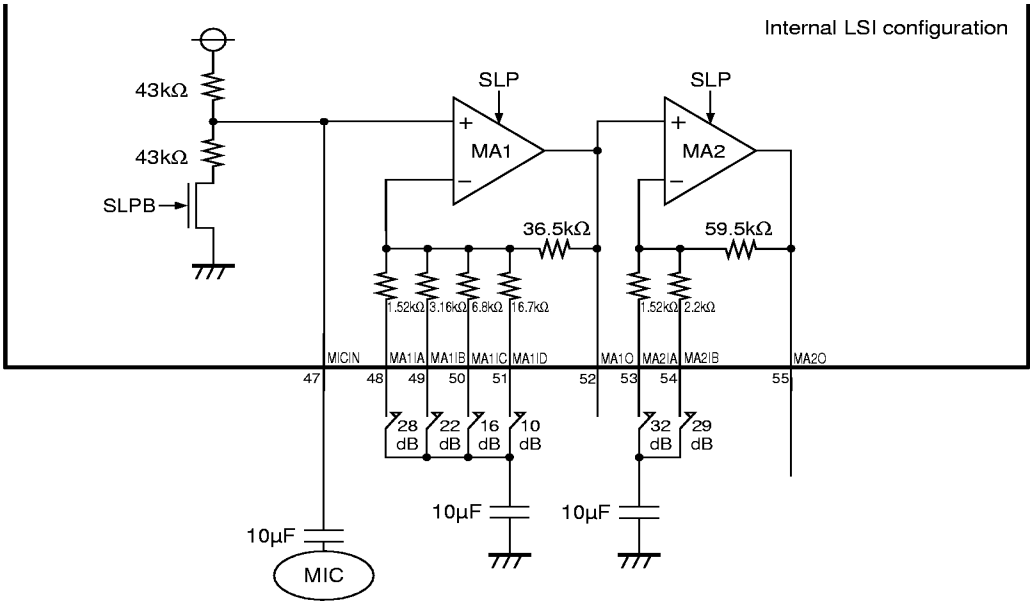 Internal LSI configuration
SLP
SLP
43kΩ
+
MA1
−
+
MA2
−
43kΩ
SLPB
36.5kΩ
59.5kΩ
1.52kΩ 3.16kΩ 6.8kΩ 16.7kΩ
1.52kΩ 2.2kΩ
MICIN MA1IA MA1IB MA1IC MA1ID MA1O MA2IA MA2IB MA2O
47 48 49 50 51 52 53 54 55
28 dB
22 dB
16 dB
10 dB
32 dB
29 dB
10µF
10µF
10µF
MIC